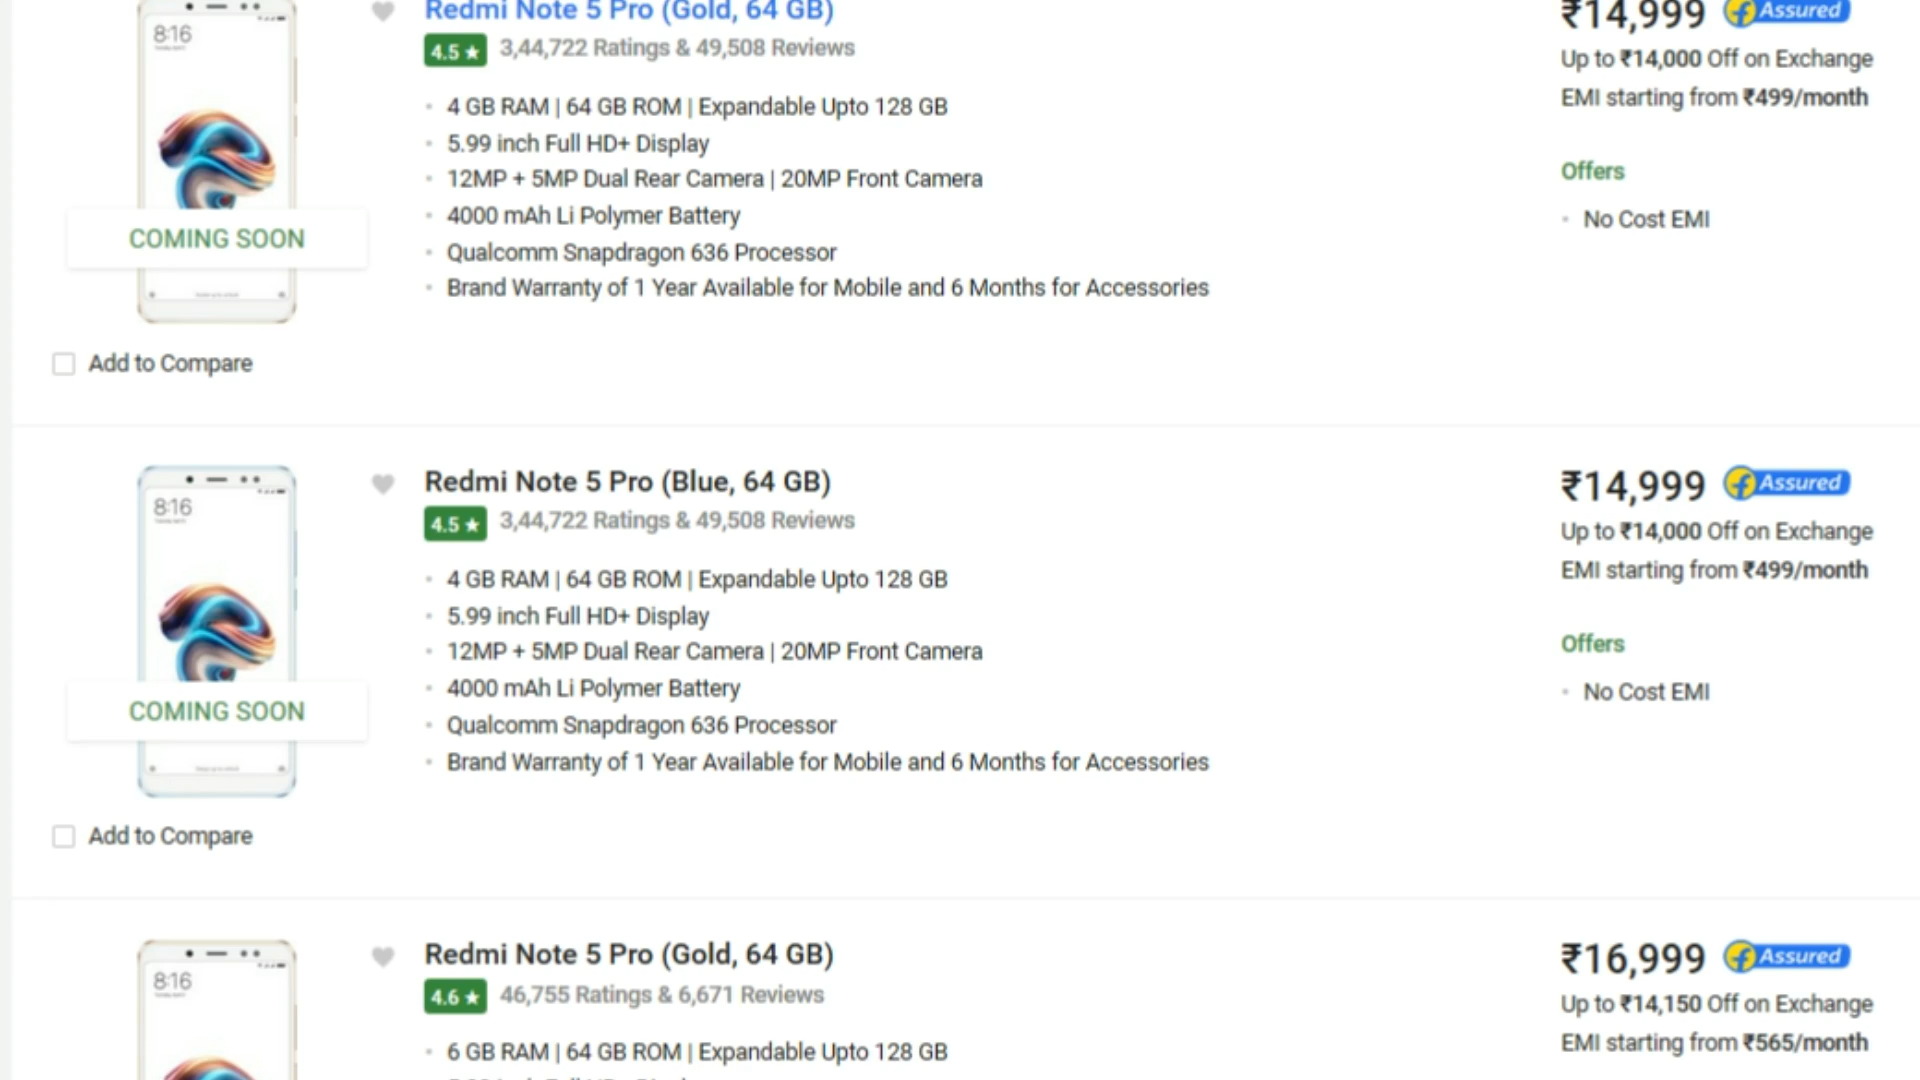 Redmi Note 5 Pro (Gold, 64 GB)
4.5 ★ 3,44,722 Ratings & 49,508 Reviews
4 GB RAM | 64 GB ROM | Expandable Upto 128 GB
5.99 inch Full HD+ Display
12MP + 5MP Dual Rear Camera | 20MP Front Camera
4000 mAh Li Polymer Battery
Qualcomm Snapdragon 636 Processor
Brand Warranty of 1 Year Available for Mobile and 6 Months for Accessories
8:16
COMING SOON
Add to Compare
₹14,999 f Assured
Up to ₹14,000 Off on Exchange
EMI starting from ₹499/month
Offers
No Cost EMI
Redmi Note 5 Pro (Blue, 64 GB)
4.5 ★ 3,44,722 Ratings & 49,508 Reviews
4 GB RAM | 64 GB ROM | Expandable Upto 128 GB
5.99 inch Full HD+ Display
12MP + 5MP Dual Rear Camera | 20MP Front Camera
4000 mAh Li Polymer Battery
Qualcomm Snapdragon 636 Processor
Brand Warranty of 1 Year Available for Mobile and 6 Months for Accessories
8:16
COMING SOON
Add to Compare
₹14,999 f Assured
Up to ₹14,000 Off on Exchange
EMI starting from ₹499/month
Offers
No Cost EMI
Redmi Note 5 Pro (Gold, 64 GB)
4.6 ★ 46,755 Ratings & 6,671 Reviews
6 GB RAM | 64 GB ROM | Expandable Upto 128 GB
8:16
₹16,999 f Assured
Up to ₹14,150 Off on Exchange
EMI starting from ₹565/month